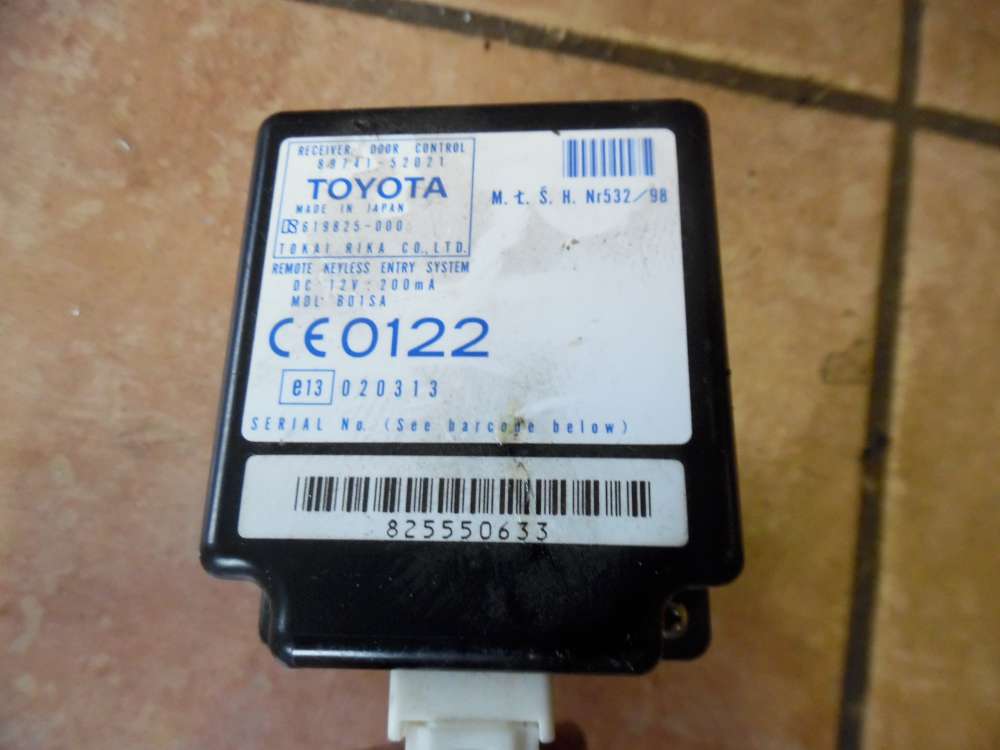 RECEIVER, DOOR CONTROL
89741-52021
TOYOTA
MADE IN JAPAN
DS 619825-000
TOKAI RIKA CO.,LTD.
REMOTE KEYLESS ENTRY SYSTEM
DC 12V : 200mA
MDL: B01SA
CE0122
e13 020313
SERIAL No. (See barcode below)
M. t. Š. H. Nr532/98
825550633